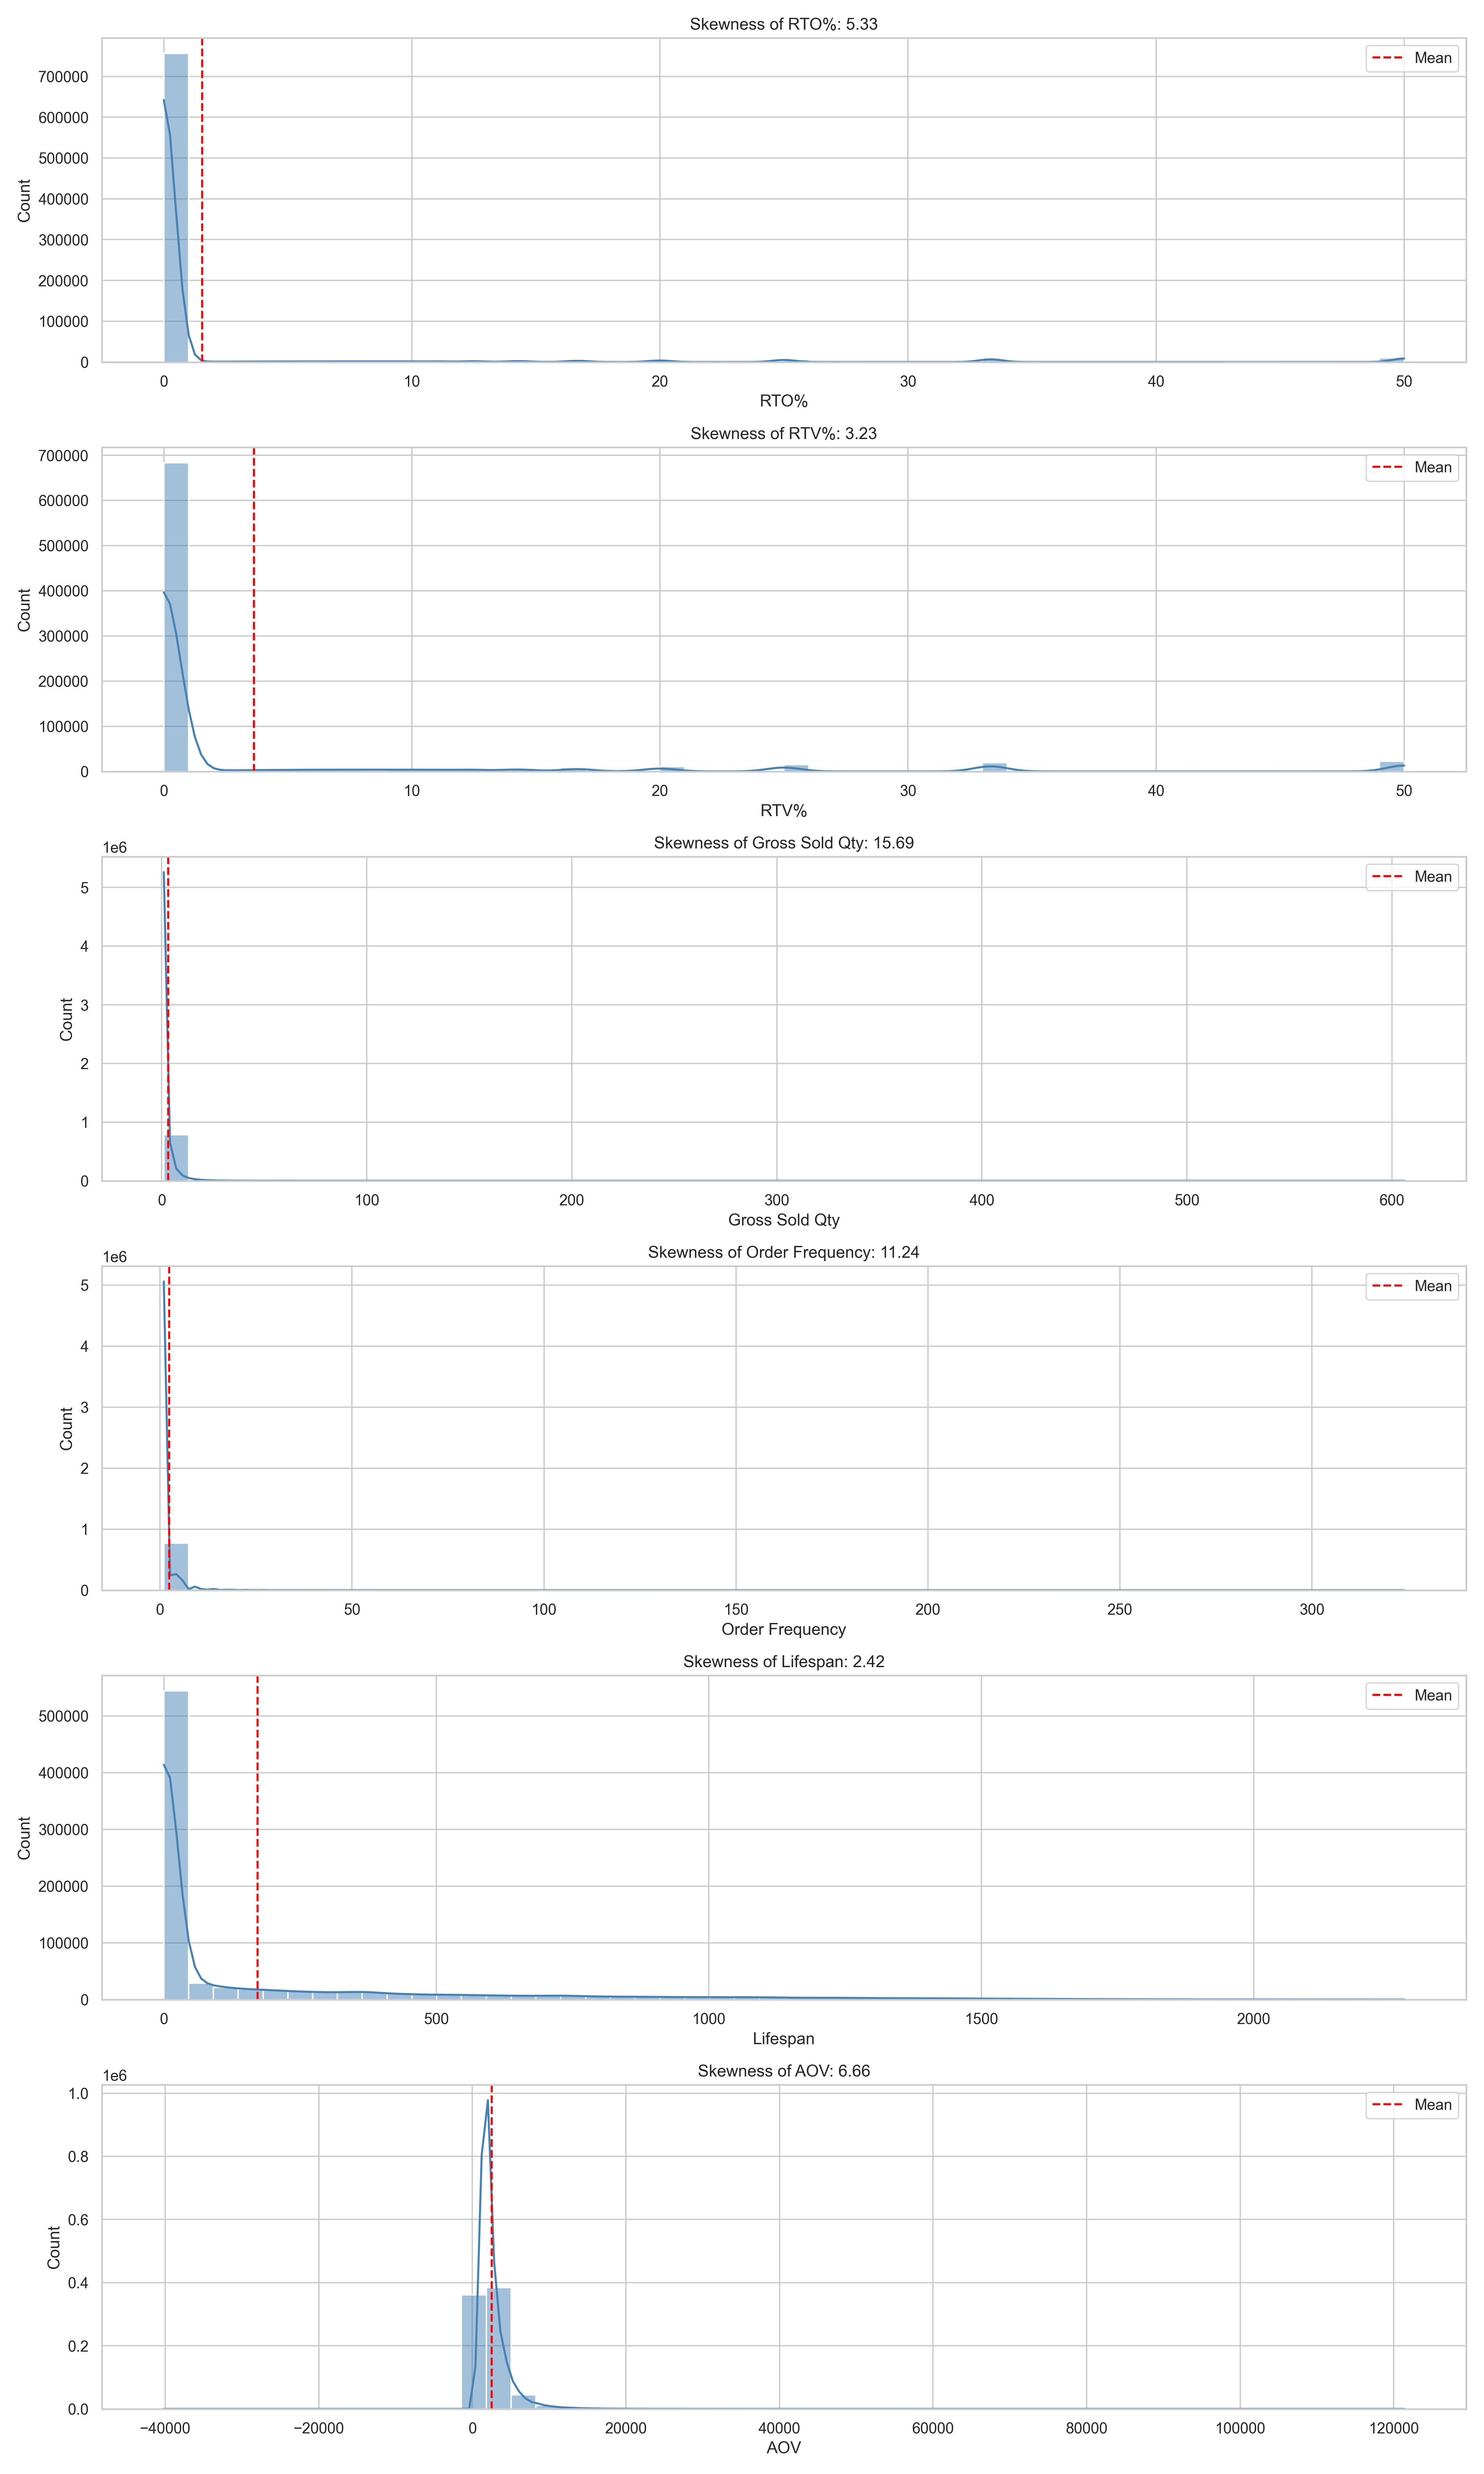 Skewness of RTO%: 5.33
Mean
700000
600000
500000
400000
300000
200000
100000
0
Count
0 10 20 30 40 50
RTO%
Skewness of RTV%: 3.23
Mean
700000
600000
500000
400000
300000
200000
100000
0
Count
0 10 20 30 40 50
RTV%
Skewness of Gross Sold Qty: 15.69
1e6
Mean
5
4
3
2
1
0
Count
0 100 200 300 400 500 600
Gross Sold Qty
Skewness of Order Frequency: 11.24
1e6
Mean
5
4
3
2
1
0
Count
0 50 100 150 200 250 300
Order Frequency
Skewness of Lifespan: 2.42
Mean
500000
400000
300000
200000
100000
0
Count
0 500 1000 1500 2000
Lifespan
Skewness of AOV: 6.66
1e6
Mean
1.0
0.8
0.6
0.4
0.2
0.0
Count
−40000 −20000 0 20000 40000 60000 80000 100000 120000
AOV